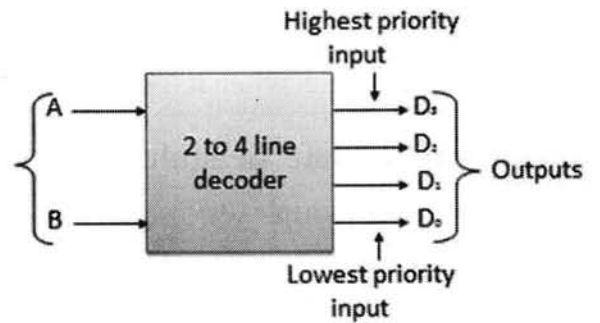 Highest priority
input
A
B
2 to 4 line
decoder
D₃
D₂
D₁
D₀
Outputs
Lowest priority
input